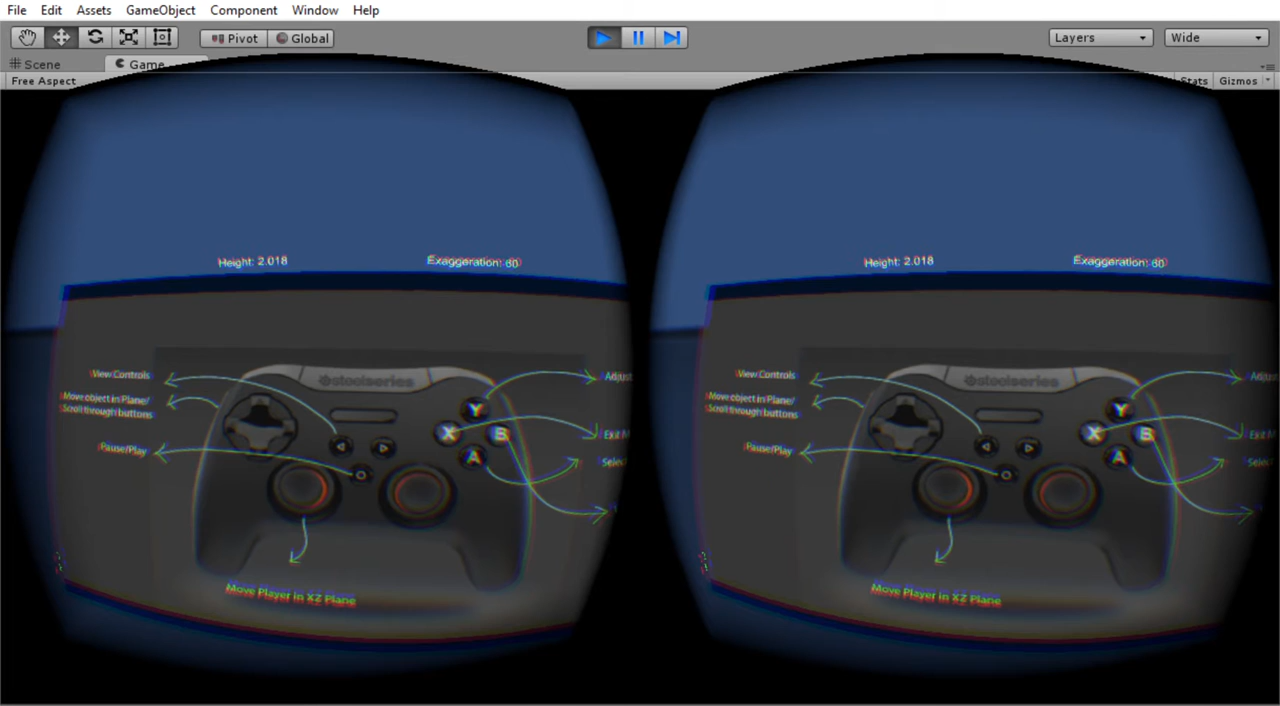 File Edit Assets GameObject Component Window Help
Pivot Global Layers Wide
Scene Game
Free Aspect Stats Gizmos
Height: 2.018 Exaggeration: 60 Height: 2.018 Exaggeration: 60
View Controls steelseries Adjust View Controls steelseries
Move object in Plane/ Y Move object in Plane/ Y
Scroll through buttons Scroll through buttons
X B Exit X B Exit
Pause/Play A Pause/Play A
Move Player in XZ Plane Move Player in XZ Plane